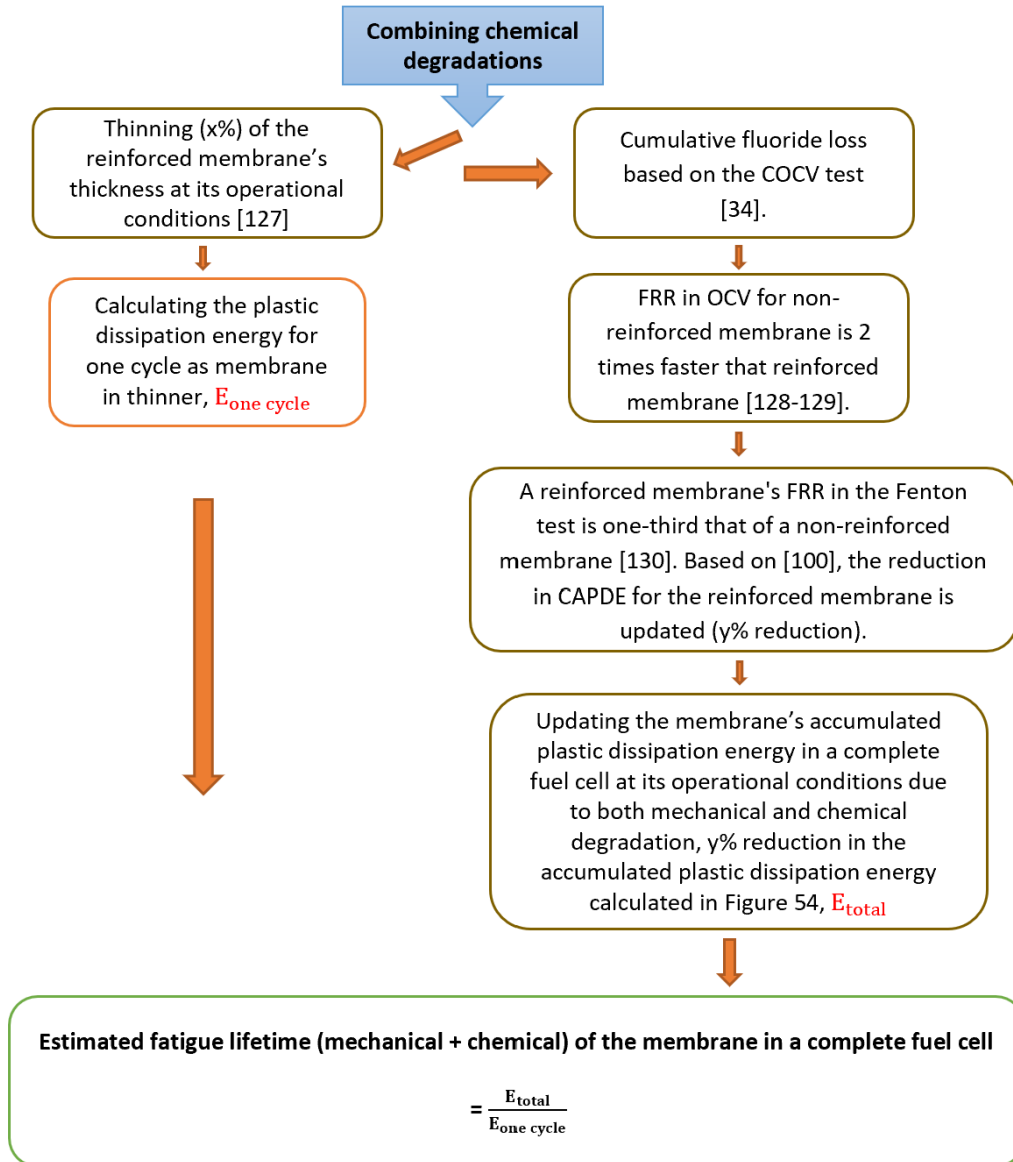 Combining chemical
degradations
Thinning (x%) of the
reinforced membrane’s
thickness at its operational
conditions [127]
Calculating the plastic
dissipation energy for
one cycle as membrane
in thinner, E one cycle
Cumulative fluoride loss
based on the COCV test
[34].
FRR in OCV for non-
reinforced membrane is 2
times faster that reinforced
membrane [128-129].
A reinforced membrane's FRR in the Fenton
test is one-third that of a non-reinforced
membrane [130]. Based on [100], the reduction
in CAPDE for the reinforced membrane is
updated (y% reduction).
Updating the membrane’s accumulated
plastic dissipation energy in a complete
fuel cell at its operational conditions due
to both mechanical and chemical
degradation, y% reduction in the
accumulated plastic dissipation energy
calculated in Figure 54, E total
Estimated fatigue lifetime (mechanical + chemical) of the membrane in a complete fuel cell
= E total / E one cycle